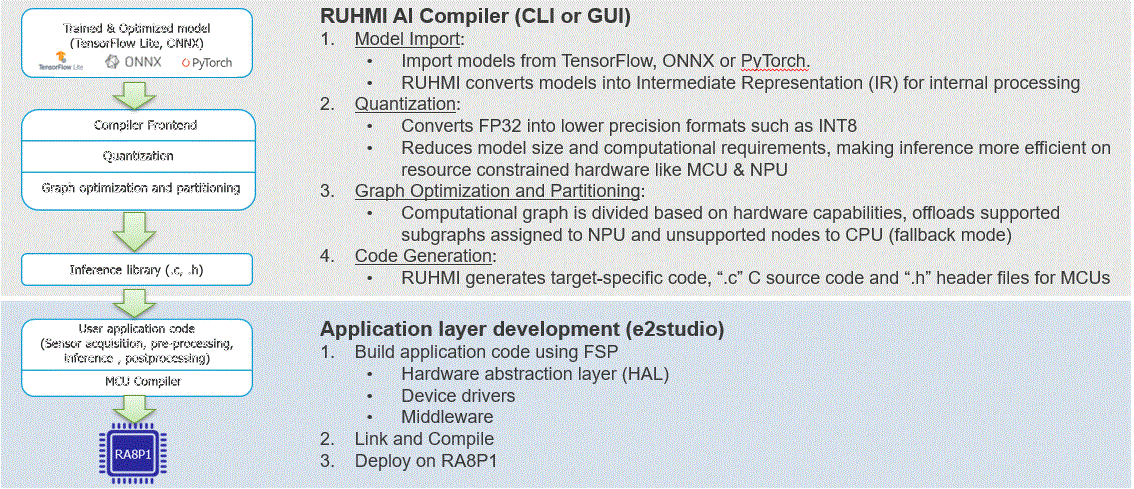 Trained & Optimized model
(TensorFlow Lite, ONNX)
TensorFlow Lite
ONNX
PyTorch
Compiler Frontend
Quantization
Graph optimization and partitioning
Inference library (.c, .h)
User application code
(Sensor acquisition, pre-processing,
inference , postprocessing)
MCU Compiler
RA8P1
RUHMI AI Compiler (CLI or GUI)
1. Model Import:
• Import models from TensorFlow, ONNX or PyTorch.
• RUHMI converts models into Intermediate Representation (IR) for internal processing
2. Quantization:
• Converts FP32 into lower precision formats such as INT8
• Reduces model size and computational requirements, making inference more efficient on
resource constrained hardware like MCU & NPU
3. Graph Optimization and Partitioning:
• Computational graph is divided based on hardware capabilities, offloads supported
subgraphs assigned to NPU and unsupported nodes to CPU (fallback mode)
4. Code Generation:
• RUHMI generates target-specific code, “.c” C source code and “.h” header files for MCUs
Application layer development (e2studio)
1. Build application code using FSP
• Hardware abstraction layer (HAL)
• Device drivers
• Middleware
2. Link and Compile
3. Deploy on RA8P1